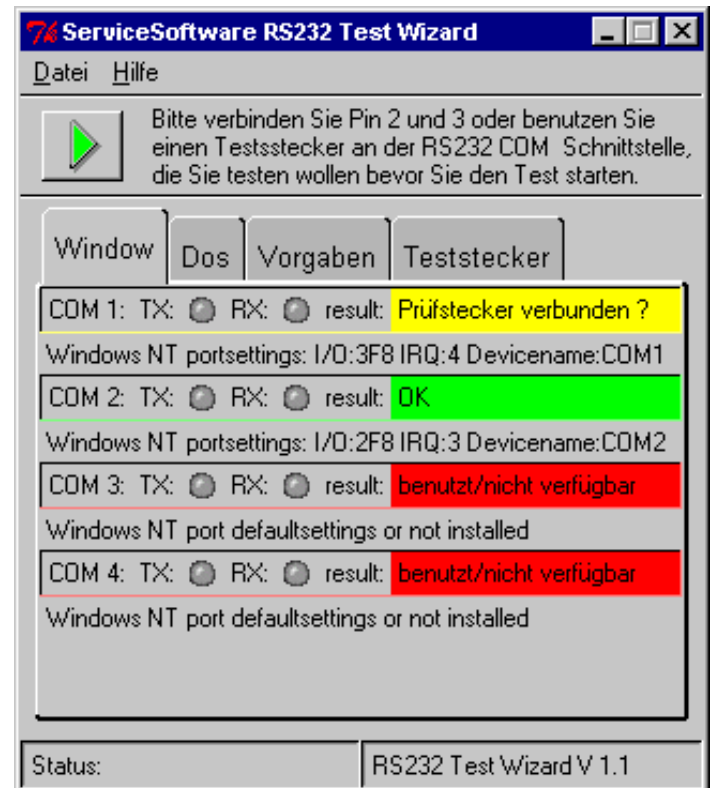 7% ServiceSoftware RS232 Test Wizard
Datei Hilfe
Bitte verbinden Sie Pin 2 und 3 oder benutzen Sie
einen Testsstecker an der RS232 COM Schnittstelle,
die Sie testen wollen bevor Sie den Test starten.
Window Dos Vorgaben Teststecker
COM 1: TX: RX: result: Prüfstecker verbunden ?
Windows NT portsettings: I/O:3F8 IRQ:4 Devicename:COM1
COM 2: TX: RX: result: OK
Windows NT portsettings: I/O:2F8 IRQ:3 Devicename:COM2
COM 3: TX: RX: result: benutzt/nicht verfügbar
Windows NT port defaultsettings or not installed
COM 4: TX: RX: result: benutzt/nicht verfügbar
Windows NT port defaultsettings or not installed
Status: RS232 Test Wizard V 1.1